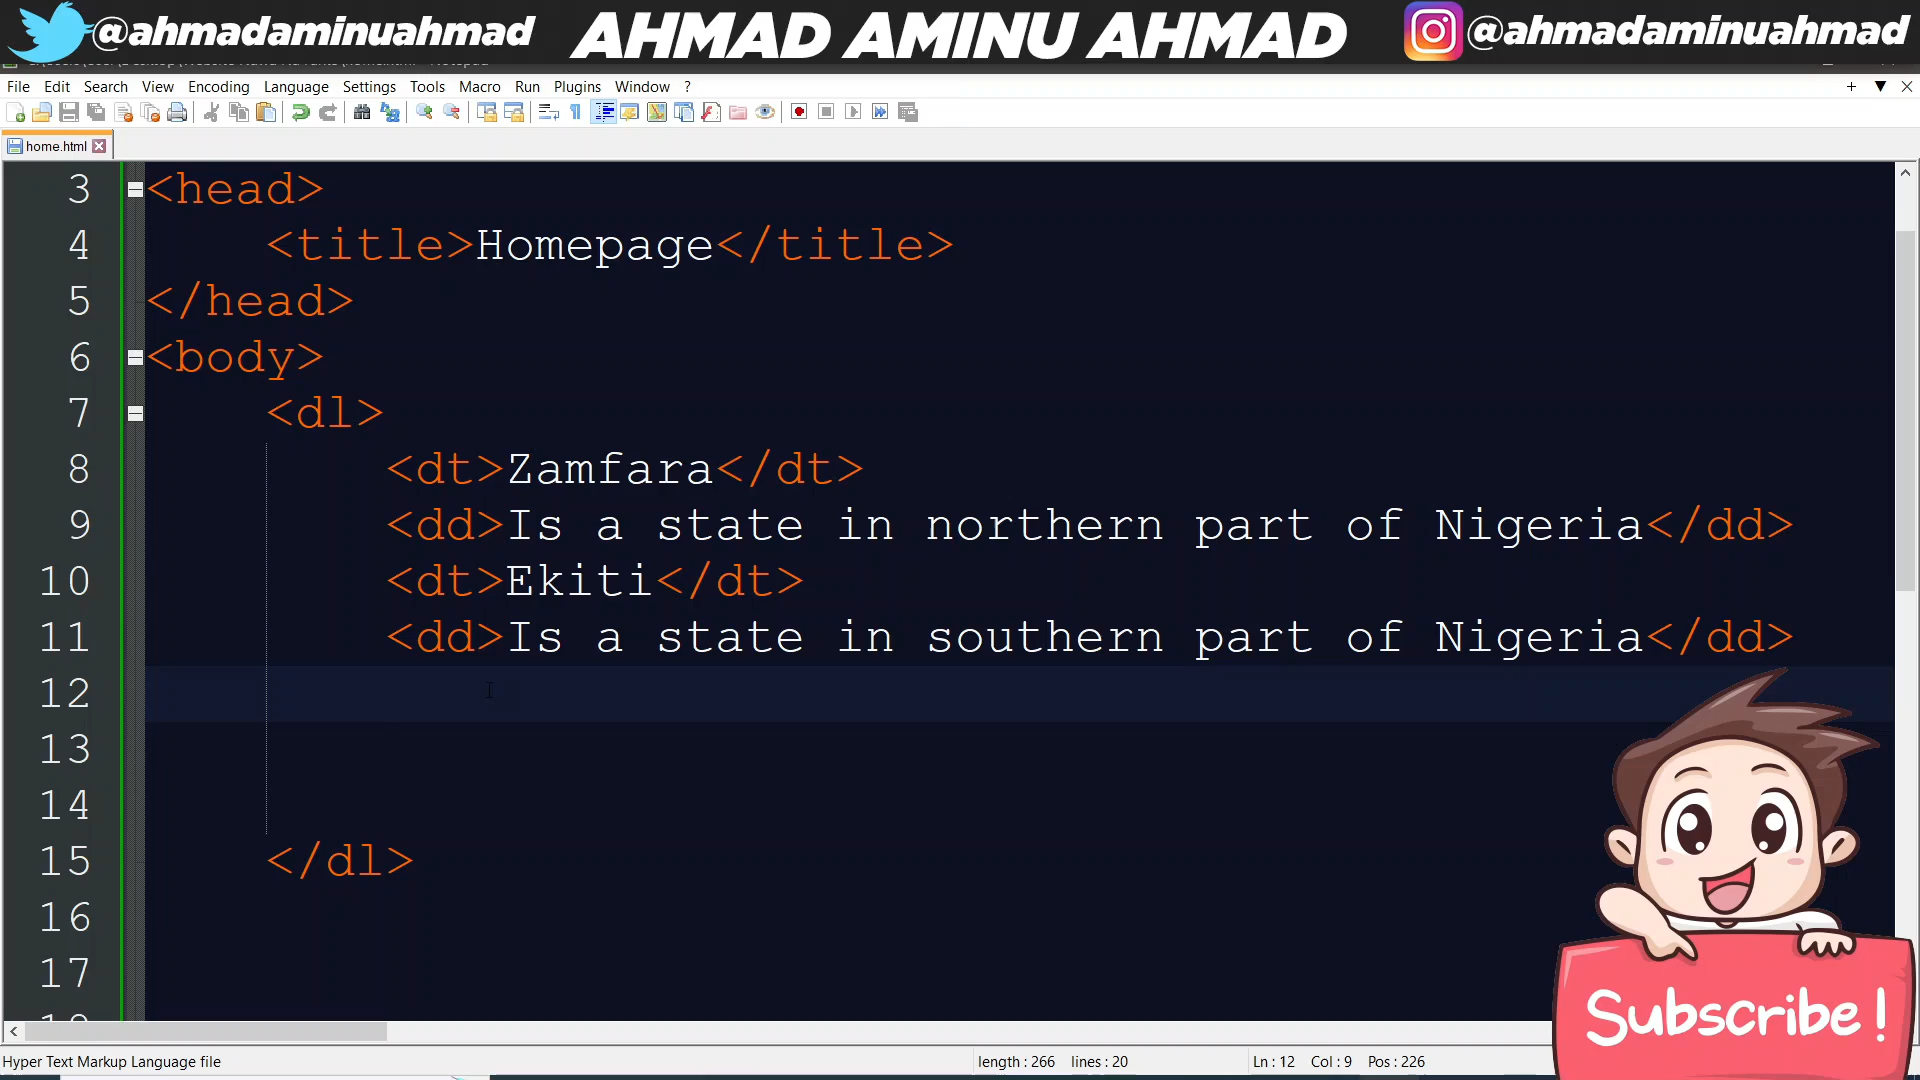 @ahmadaminuahmad AHMAD AMINU AHMAD @ahmadaminuahmad
File Edit Search View Encoding Language Settings Tools Macro Run Plugins Window ?
home.html
3 <head>
4 <title>Homepage</title>
5 </head>
6 <body>
7 <dl>
8 <dt>Zamfara</dt>
9 <dd>Is a state in northern part of Nigeria</dd>
10 <dt>Ekiti</dt>
11 <dd>Is a state in southern part of Nigeria</dd>
12
13
14
15 </dl>
16
17
Subscribe!
Hyper Text Markup Language file length : 266 lines : 20 Ln : 12 Col : 9 Pos : 226